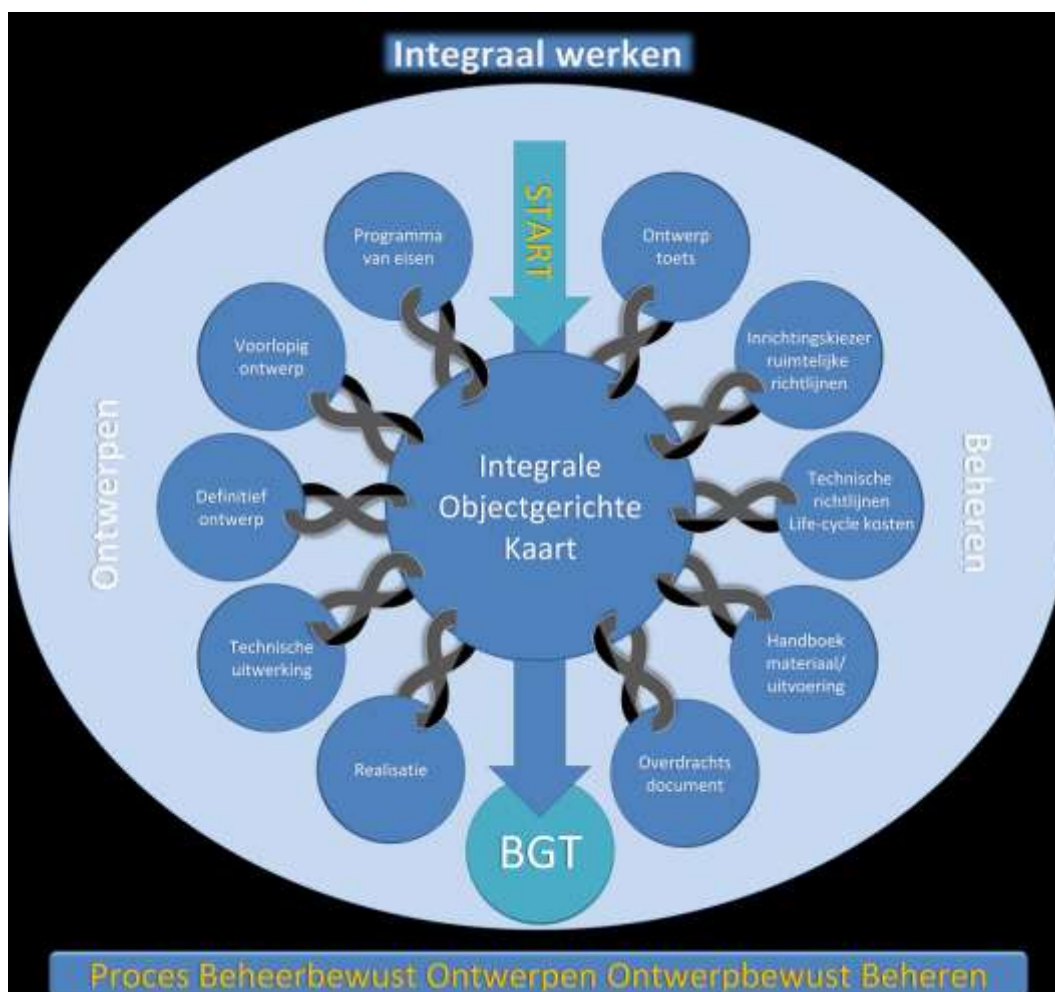 Integraal werken
START
Programma
van eisen
Ontwerp
toets
Voorlopig
ontwerp
Inrichtingskiezer
ruimtelijke
richtlijnen
Ontwerpen
Definitief
ontwerp
Integrale
Objectgerichte
Kaart
Technische
richtlijnen
Life-cycle kosten
Beheren
Technische
uitwerking
Handboek
materiaal/
uitvoering
Realisatie
Overdrachts
document
BGT
Proces Beheerbewust Ontwerpen Ontwerpbewust Beheren